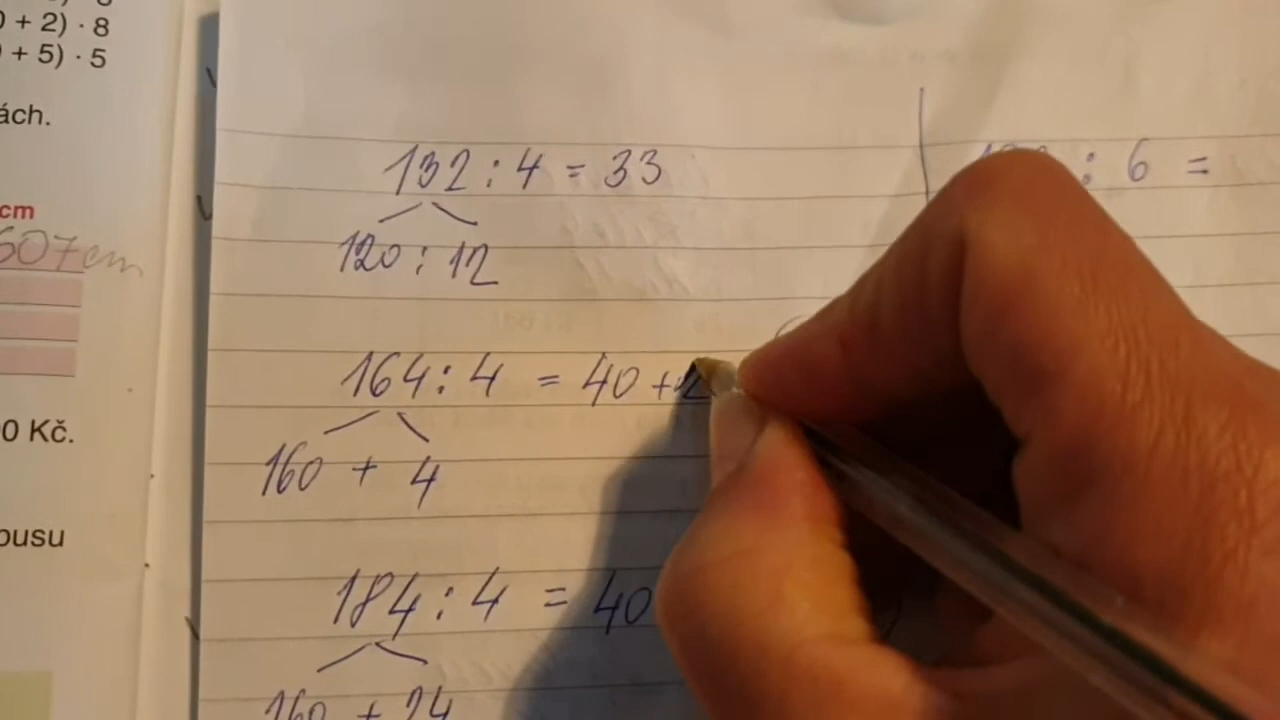 + 2) · 8
+ 5) · 5
ách.
cm
607cm
0 Kč.
ousu
132 : 4 = 33
120 : 12
164 : 4 = 40 +
160 + 4
184 : 4 = 40
160 + 24
: 6 =